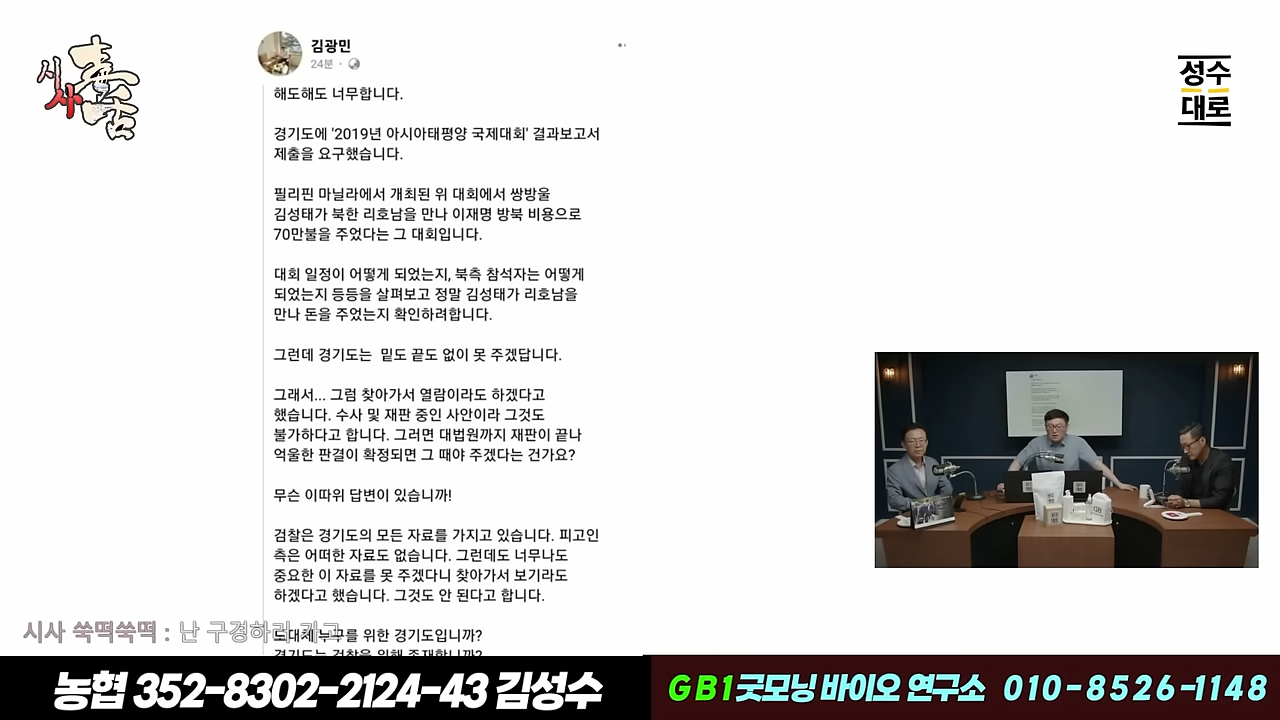 시사
성수
대로
김광민
24분
해도해도 너무합니다.
경기도에 '2019년 아시아태평양 국제대회' 결과보고서
제출을 요구했습니다.
필리핀 마닐라에서 개최된 위 대회에서 쌍방울
김성태가 북한 리호남을 만나 이재명 방북 비용으로
70만불을 주었다는 그 대회입니다.
대회 일정이 어떻게 되었는지, 북측 참석자는 어떻게
되었는지 등등을 살펴보고 정말 김성태가 리호남을
만나 돈을 주었는지 확인하려합니다.
그런데 경기도는 밑도 끝도 없이 못 주겠답니다.
그래서... 그럼 찾아가서 열람이라도 하겠다고
했습니다. 수사 및 재판 중인 사안이라 그것도
불가하다고 합니다. 그러면 대법원까지 재판이 끝나
억울한 판결이 확정되면 그 때야 주겠다는 건가요?
무슨 이따위 답변이 있습니까!
검찰은 경기도의 모든 자료를 가지고 있습니다. 피고인
측은 어떠한 자료도 없습니다. 그런데도 너무나도
중요한 이 자료를 못 주겠다니 찾아가서 보기라도
하겠다고 했습니다. 그것도 안 된다고 합니다.
도대체 누구를 위한 경기도입니까?
경기도는 검찰을 위해 존재합니까?
시사 쑥떡쑥떡 : 난 구경하러
농협 352-8302-2124-43 김성수
GB1굿모닝 바이오 연구소 010-8526-1148